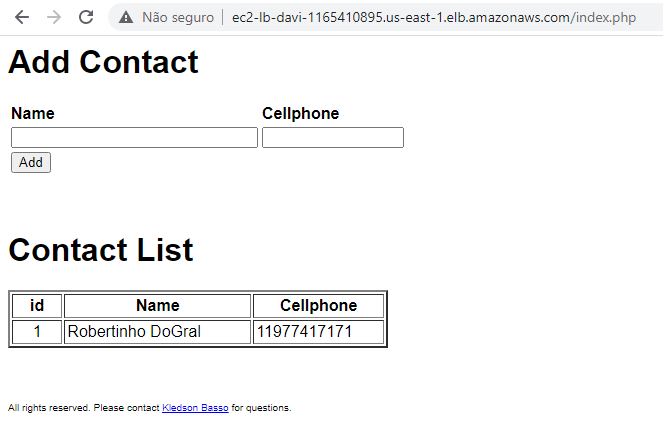 Não seguro | ec2-lb-davi-1165410895.us-east-1.elb.amazonaws.com/index.php
Add Contact
Name Cellphone
Add
Contact List
id Name Cellphone
1 Robertinho DoGral 11977417171
All rights reserved. Please contact Kledson Basso for questions.